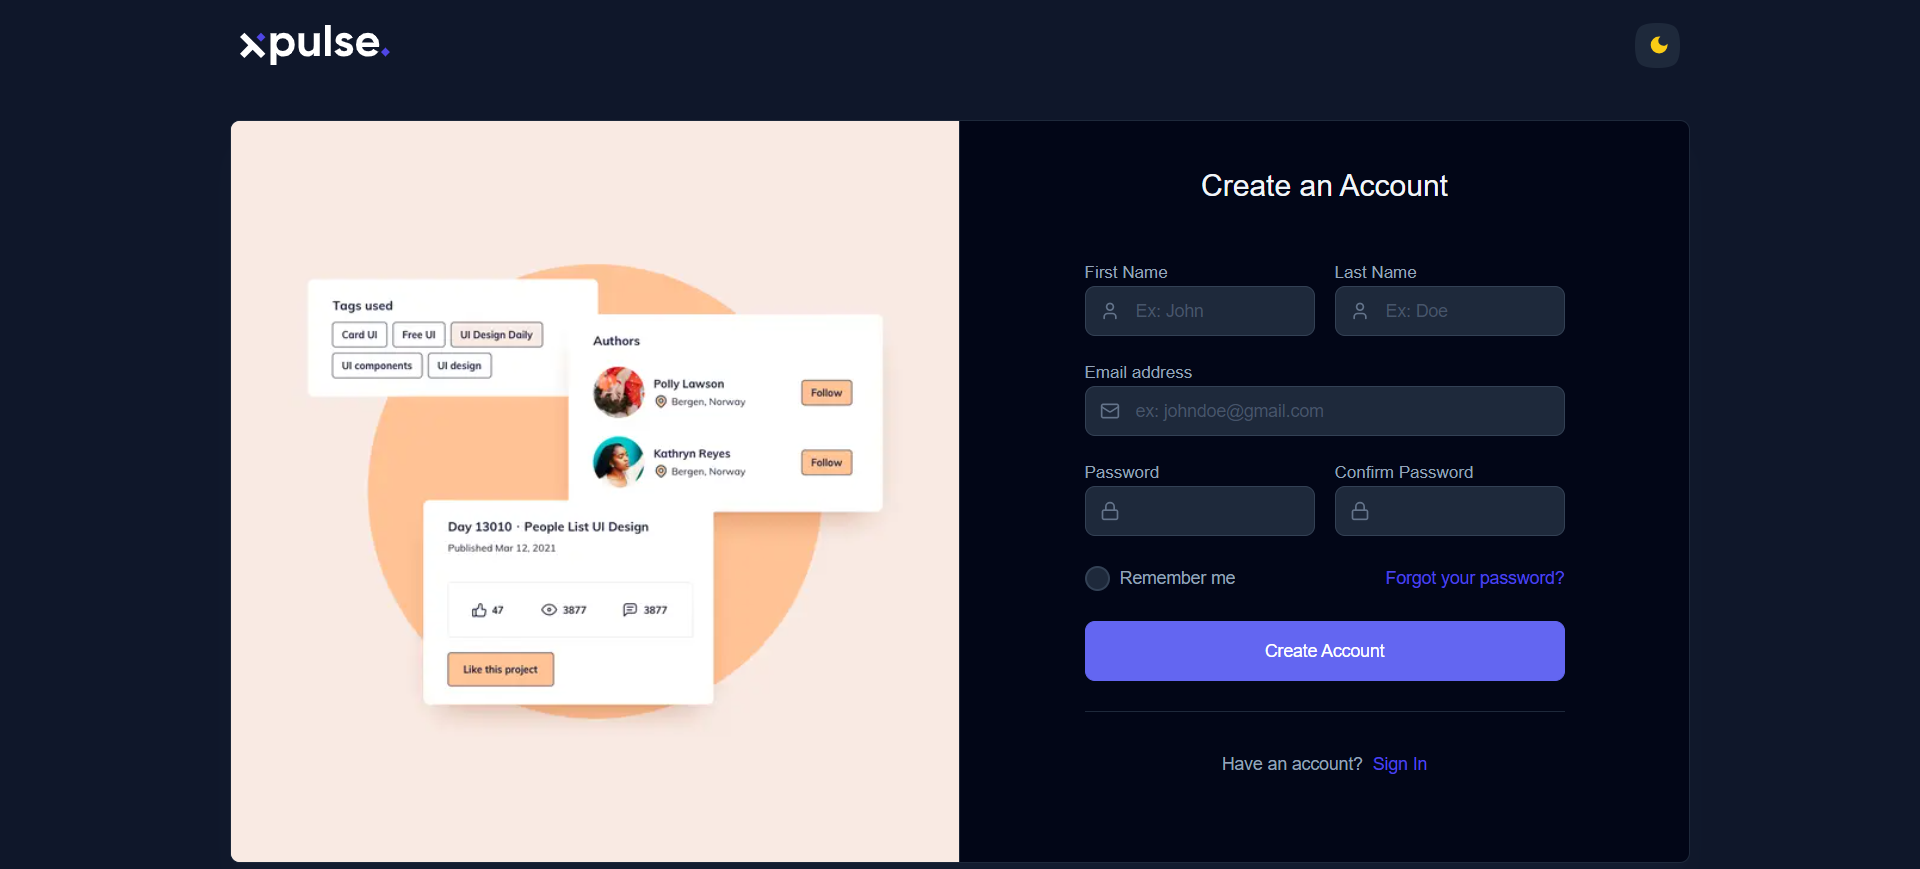 xpulse.
Tags used
Card UI Free UI UI Design Daily
UI components UI design
Authors
Polly Lawson
Bergen, Norway
Follow
Kathryn Reyes
Bergen, Norway
Follow
Day 13010 · People List UI Design
Published Mar 12, 2021
47 3877 3877
Like this project
Create an Account
First Name Last Name
Ex: John Ex: Doe
Email address
ex: johndoe@gmail.com
Password Confirm Password
Remember me Forgot your password?
Create Account
Have an account? Sign In